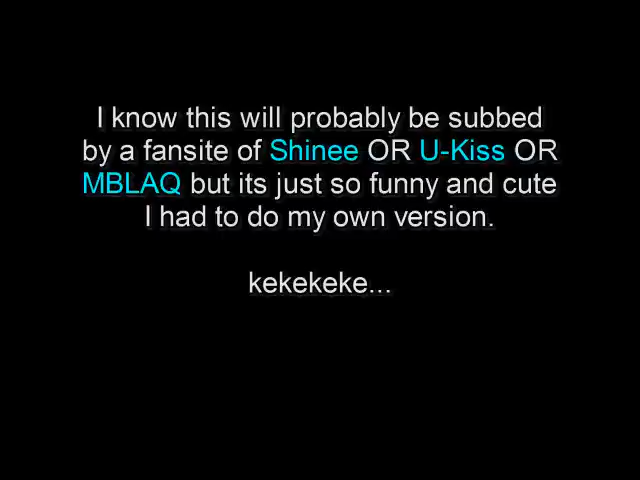 I know this will probably be subbed
by a fansite of Shinee OR U-Kiss OR
MBLAQ but its just so funny and cute
I had to do my own version.
kekekeke...